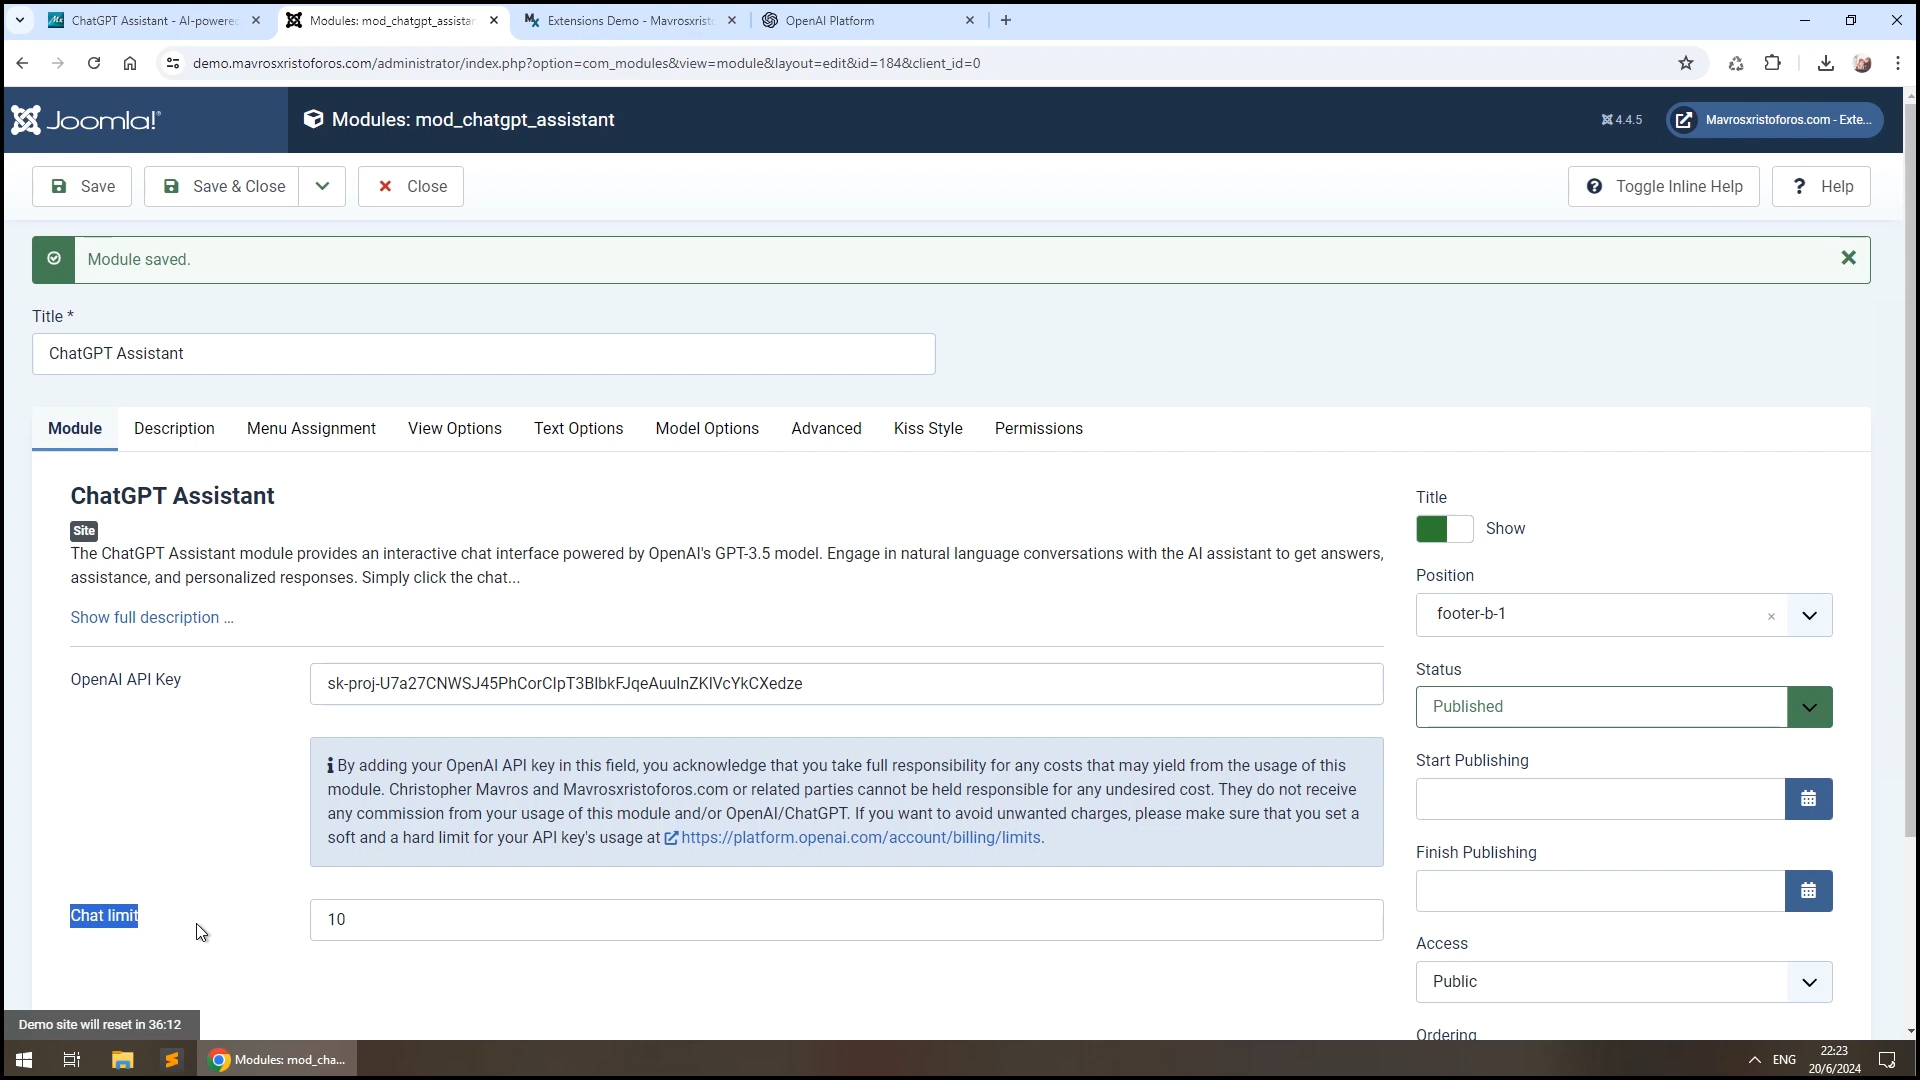 ChatGPT Assistant - AI-powered
Modules: mod_chatgpt_assistan
Extensions Demo - Mavrosxristo
OpenAI Platform
demo.mavrosxristoforos.com/administrator/index.php?option=com_modules&view=module&layout=edit&id=184&client_id=0
Joomla!
Modules: mod_chatgpt_assistant
4.4.5
Mavrosxristoforos.com - Exte...
Save
Save & Close
Close
Toggle Inline Help
Help
Module saved.
Title *
ChatGPT Assistant
Module
Description
Menu Assignment
View Options
Text Options
Model Options
Advanced
Kiss Style
Permissions
ChatGPT Assistant
Site
The ChatGPT Assistant module provides an interactive chat interface powered by OpenAI's GPT-3.5 model. Engage in natural language conversations with the AI assistant to get answers,
assistance, and personalized responses. Simply click the chat...
Show full description ...
OpenAI API Key
By adding your OpenAI API key in this field, you acknowledge that you take full responsibility for any costs that may yield from the usage of this
module. Christopher Mavros and Mavrosxristoforos.com or related parties cannot be held responsible for any undesired cost. They do not receive
any commission from your usage of this module and/or OpenAI/ChatGPT. If you want to avoid unwanted charges, please make sure that you set a
soft and a hard limit for your API key's usage at https://platform.openai.com/account/billing/limits.
Chat limit
10
Title
Show
Position
footer-b-1
Status
Published
Start Publishing
Finish Publishing
Access
Public
Ordering
Demo site will reset in 36:12
Modules: mod_cha...
ENG
22:23
20/6/2024